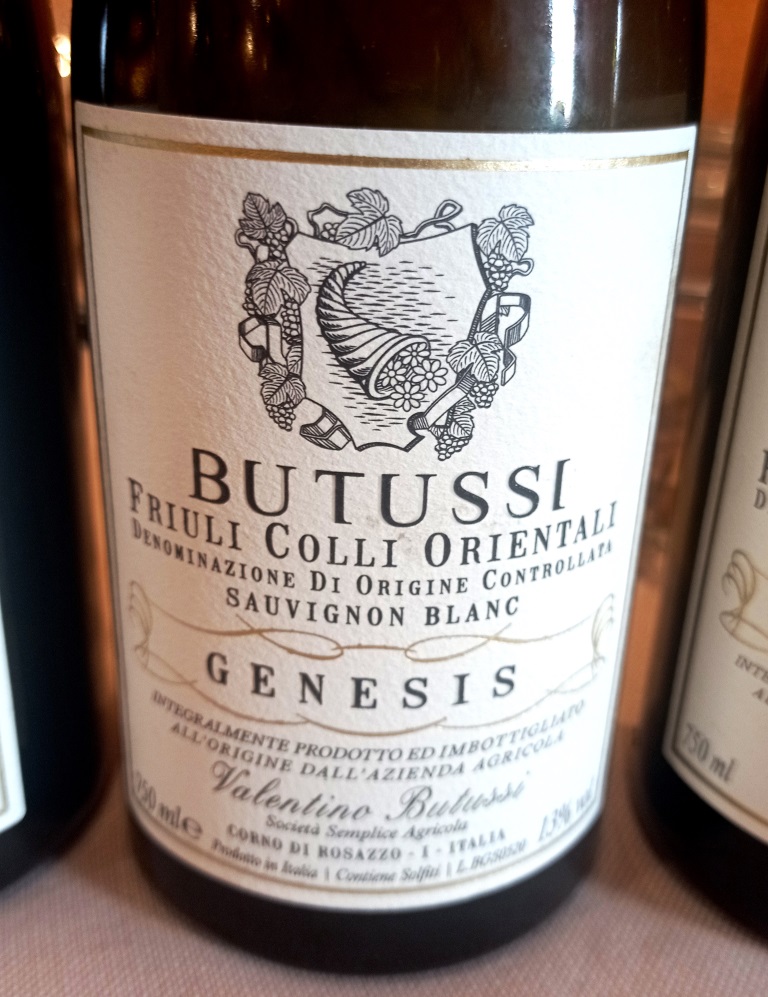 BUTUSSI
FRIULI COLLI ORIENTALI
DENOMINAZIONE DI ORIGINE CONTROLLATA
SAUVIGNON BLANC
GENESIS
INTEGRALMENTE PRODOTTO ED IMBOTTIGLIATO
ALL'ORIGINE DALL'AZIENDA AGRICOLA
Valentino Butussi
Società Semplice Agricola
750 ml e 13% vol
CORNO DI ROSAZZO - I - ITALIA
Prodotto in Italia | Contiene Solfiti |
750 ml